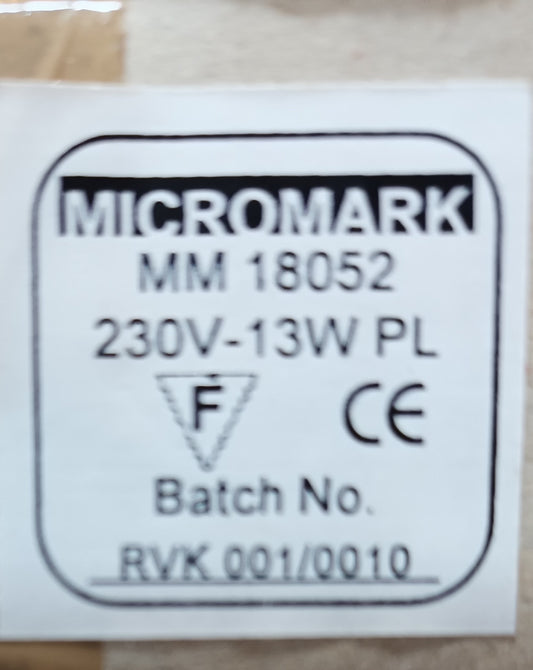 MICROMARK
MM 18052
230V-13W PL
F CE
Batch No.
RVK 001/0010